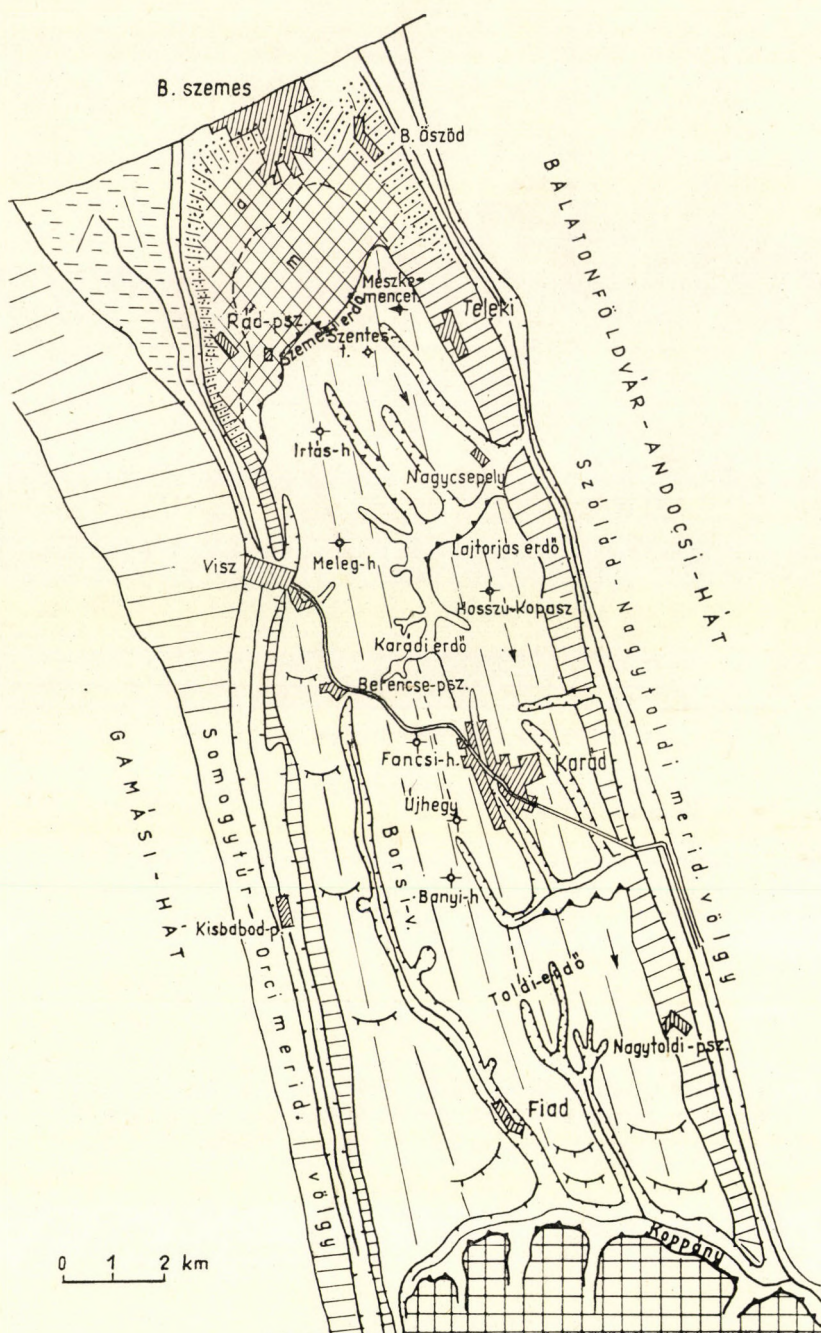 B. szemes
B. Öszöd
BALATONFÖLDVÁR-ANDOCSI-HÁT
a
m
Mészke-
mencet.
Teleki
Rád-psz.
Szemesi erdő
Szentes-
t.
Irtás-h.
Nagycsepely
Szólád-Nagytoldi merid. völgy
Visz
Meleg-h.
Lajtorjás erdő
Hosszú-Kopasz
Karádi erdő
Berencse-psz.
Fancsi-h.
Karád
GAMÁSI-HÁT
Somogytúr-Orci merid. völgy
Újhegy
Borsi-v.
Banyi-h.
Kisbabod-p.
Toldi-erdő
Nagytoldi-psz.
Fiad
Koppány
0 1 2 km